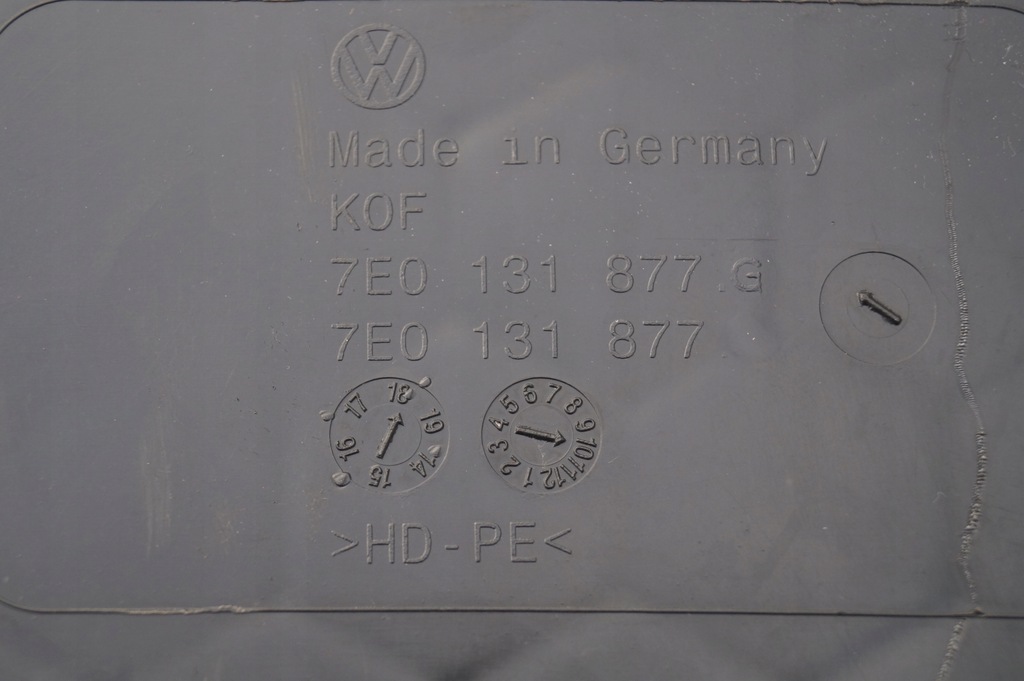 Made in Germany
KOF
7E0 131 877 G
7E0 131 877
14 15 16 17 18 19
1 2 3 4 5 6 7 8 9 10 11 12
>HD-PE<